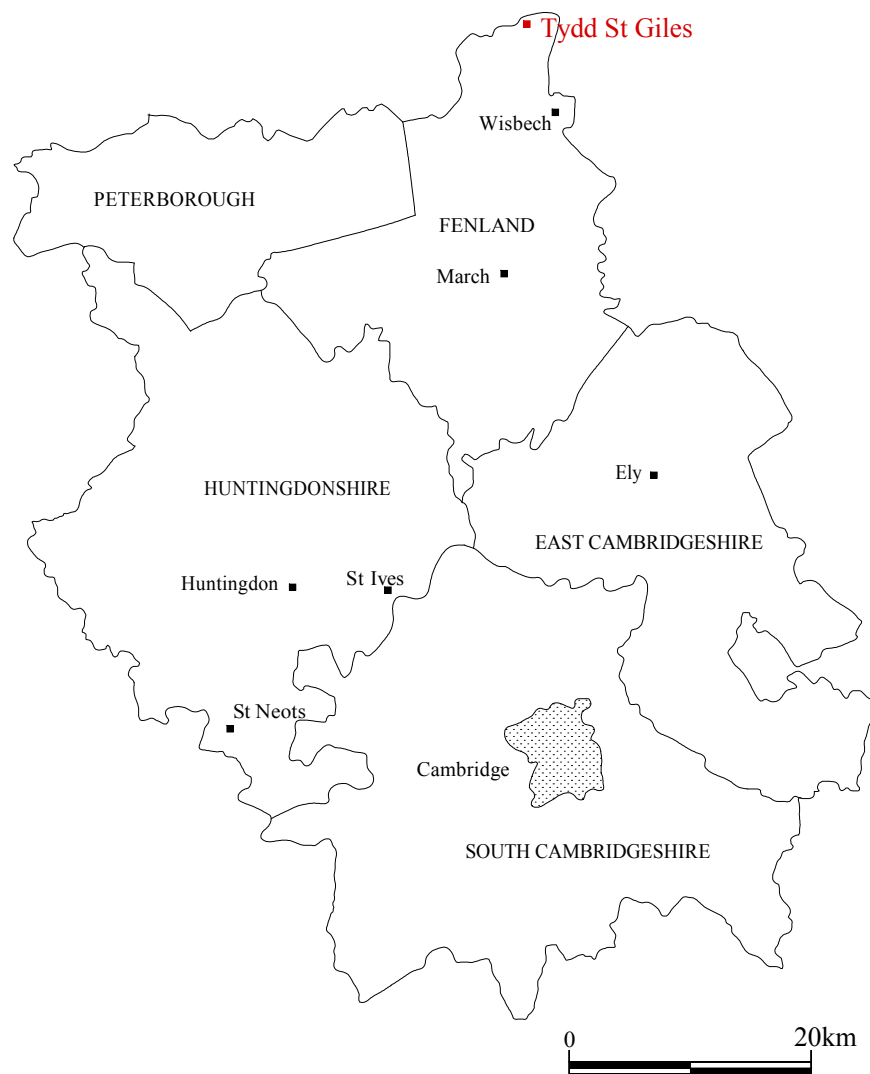 Tydd St Giles
Wisbech
PETERBOROUGH
FENLAND
March
Ely
HUNTINGDONSHIRE
EAST CAMBRIDGESHIRE
Huntingdon
St Ives
St Neots
Cambridge
SOUTH CAMBRIDGESHIRE
0 20km